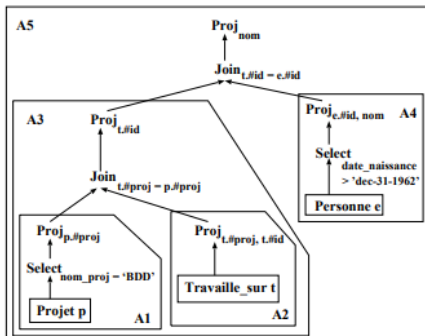 A5
Proj nom
Join t.#id = e.#id
A3
Proj t.#id
Join t.#proj = p.#proj
A4
Proj e.#id, nom
Select date_naissance
> 'dec-31-1962'
Personne e
Proj p.#proj
Select nom_proj = ‘BDD’
Projet p
A1
Proj t.#proj, t.#id
Travaille_sur t
A2